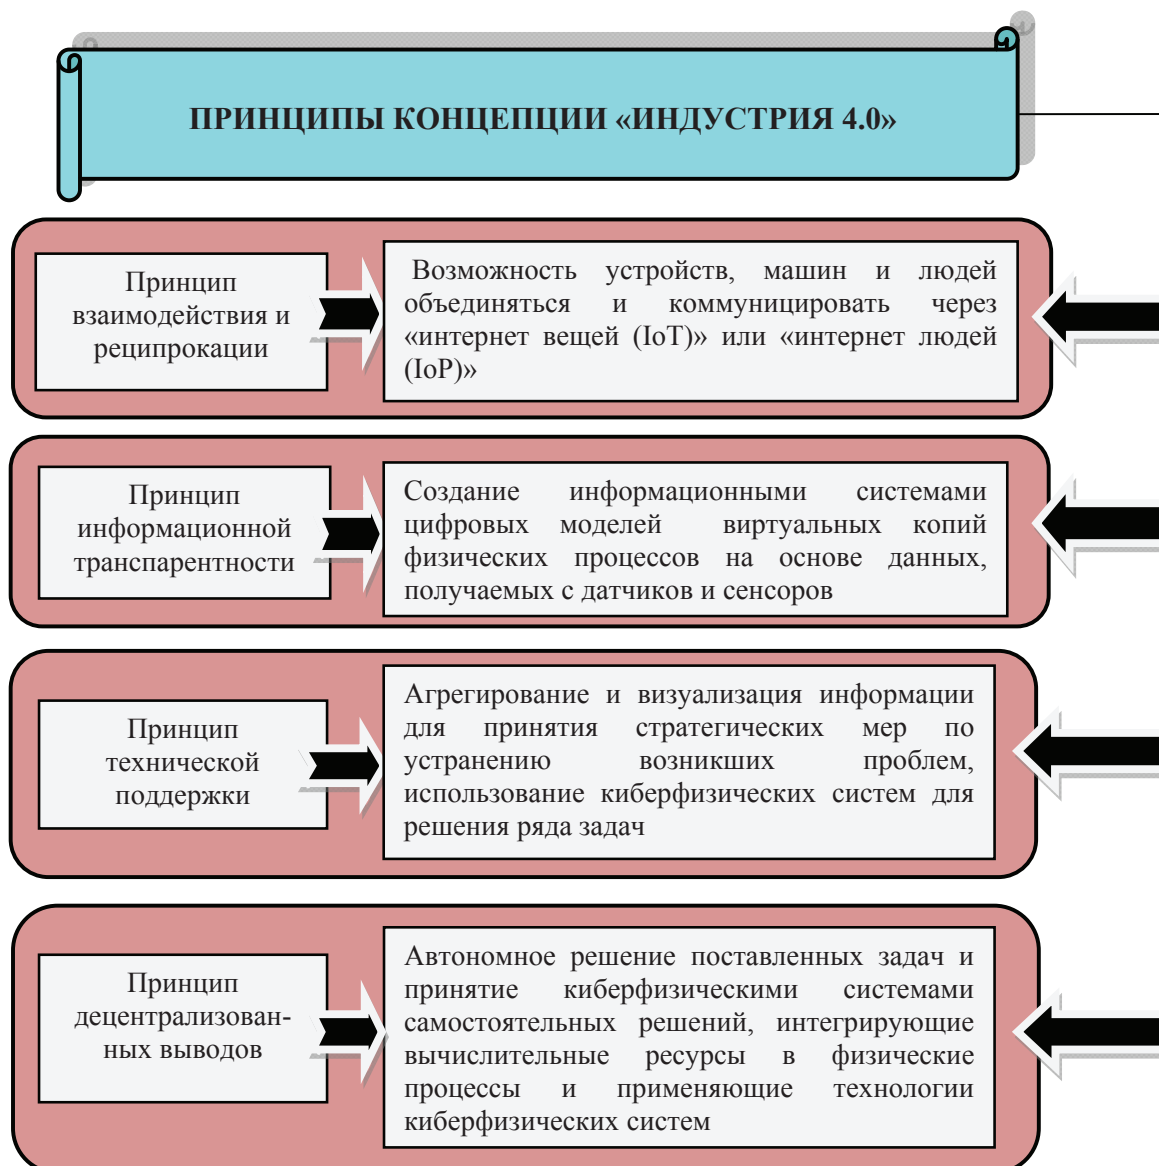 ПРИНЦИПЫ КОНЦЕПЦИИ «ИНДУСТРИЯ 4.0»
Принцип
взаимодействия и
реципрокации
Возможность устройств, машин и людей
объединяться и коммуницировать через
«интернет вещей (IoT)» или «интернет людей
(IoP)»
Принцип
информационной
транспарентности
Создание информационными системами
цифровых моделей виртуальных копий
физических процессов на основе данных,
получаемых с датчиков и сенсоров
Принцип
технической
поддержки
Агрегирование и визуализация информации
для принятия стратегических мер по
устранению возникших проблем,
использование киберфизических систем для
решения ряда задач
Принцип
децентрализован-
ных выводов
Автономное решение поставленных задач и
принятие киберфизическими системами
самостоятельных решений, интегрирующие
вычислительные ресурсы в физические
процессы и применяющие технологии
киберфизических систем